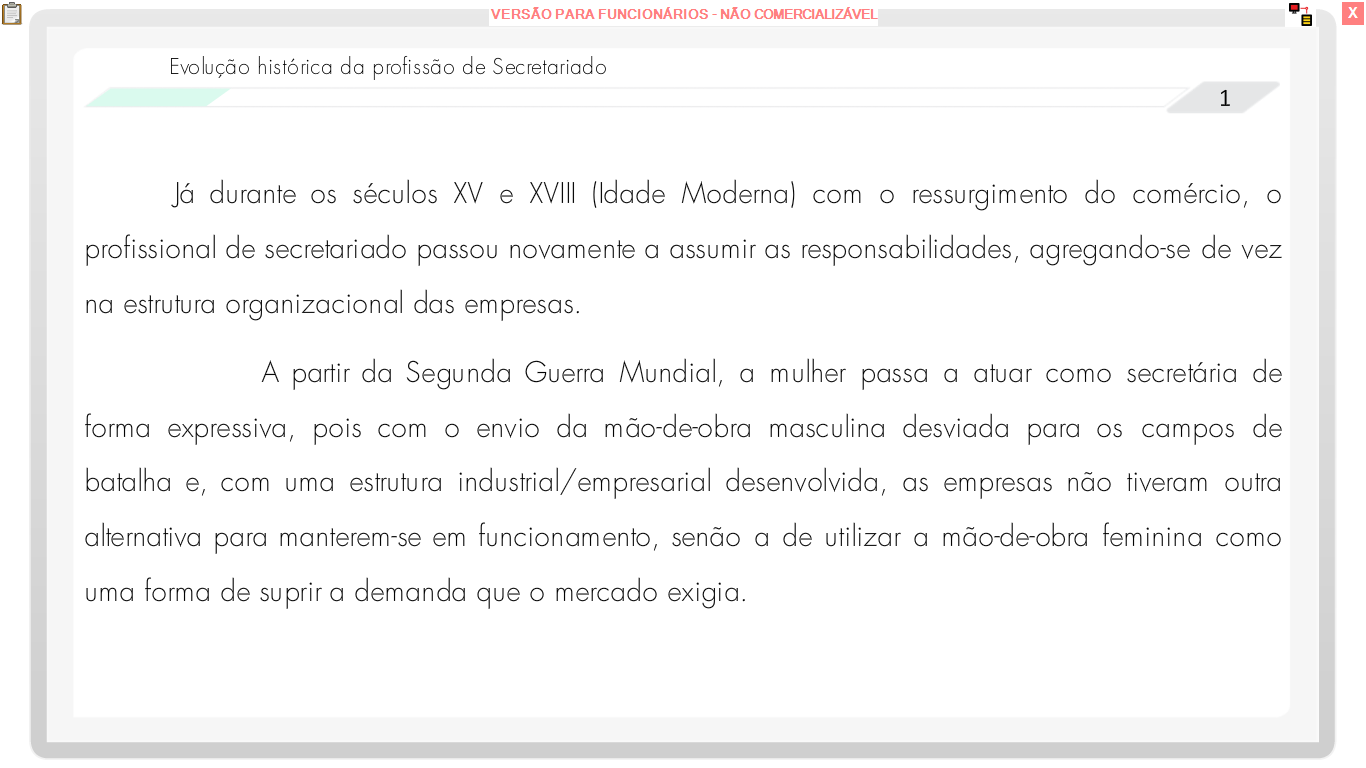 VERSÃO PARA FUNCIONÁRIOS - NÃO COMERCIALIZÁVEL
X
Evolução histórica da profissão de Secretariado
1
Já durante os séculos XV e XVIII (Idade Moderna) com o ressurgimento do comércio, o
profissional de secretariado passou novamente a assumir as responsabilidades, agregando-se de vez
na estrutura organizacional das empresas.
A partir da Segunda Guerra Mundial, a mulher passa a atuar como secretária de
forma expressiva, pois com o envio da mão-de-obra masculina desviada para os campos de
batalha e, com uma estrutura industrial/empresarial desenvolvida, as empresas não tiveram outra
alternativa para manterem-se em funcionamento, senão a de utilizar a mão-de-obra feminina como
uma forma de suprir a demanda que o mercado exigia.